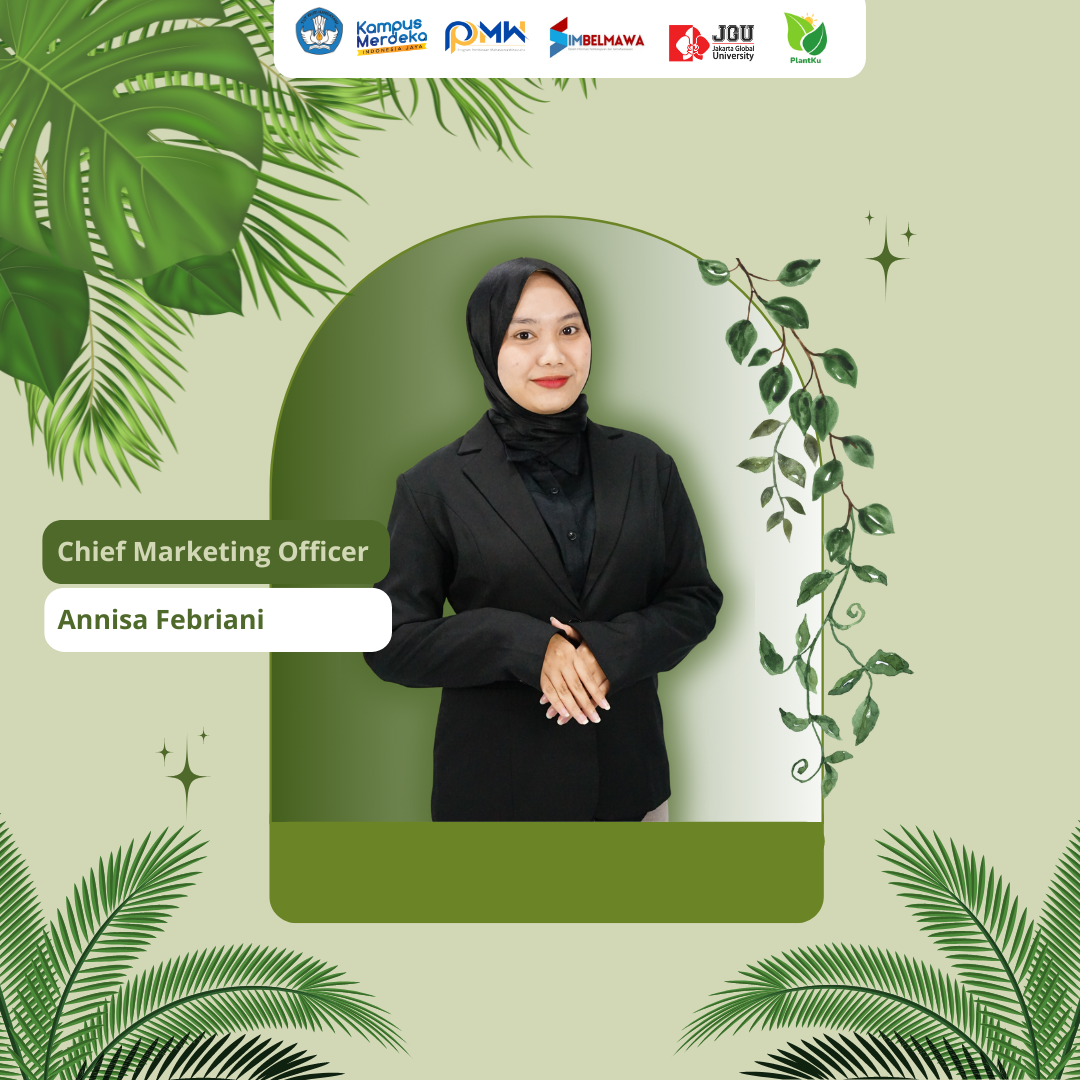 Kampus
Merdeka
INDONESIA JAYA
PMW
SIMBELMAWA
JGU
Jakarta Global
University
PlantKu
Chief Marketing Officer
Annisa Febriani